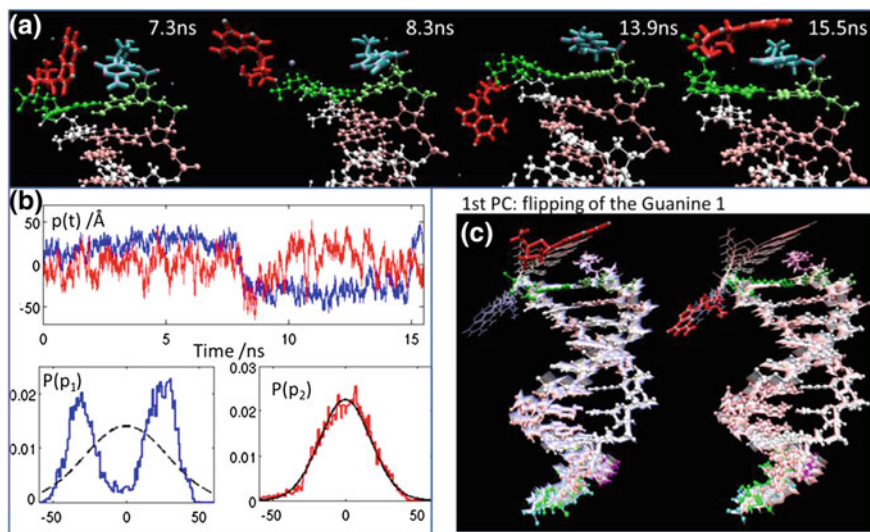 (a) 7.3ns 8.3ns 13.9ns 15.5ns
(b)
p(t) /Å
50
0
-50
0 5 10 15
Time /ns
P(p₁)
0.02
0.01
0
-50 0 50
P(p₂)
0.03
0.02
0.01
0
-50 0 50
1st PC: flipping of the Guanine 1
(c)